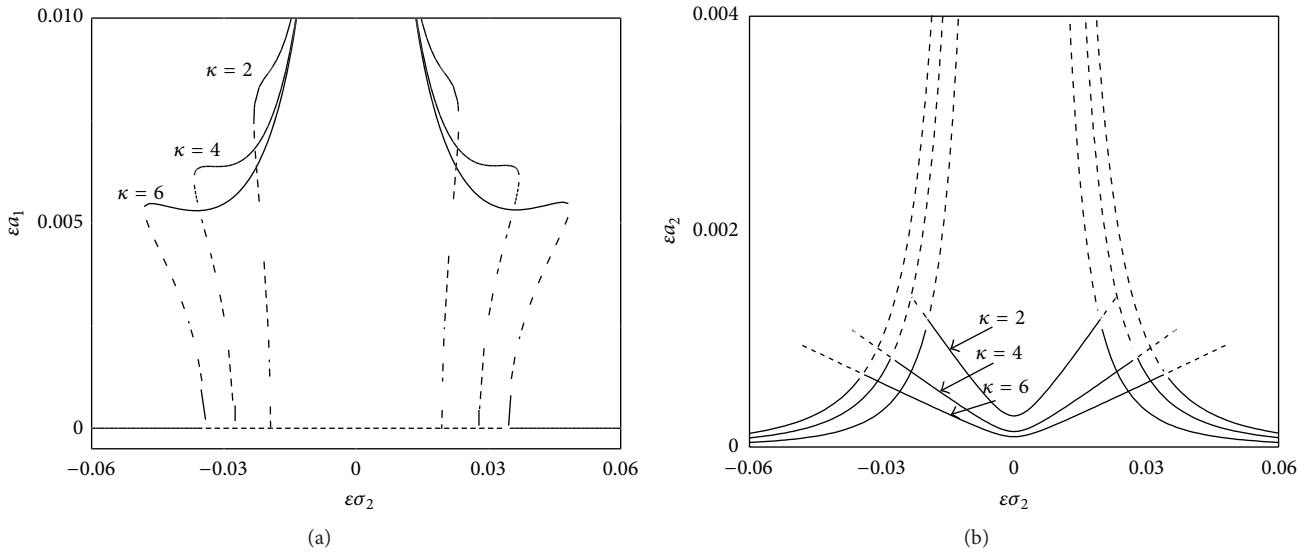 0.010
0.005
0
εa₁
κ = 2
κ = 4
κ = 6
−0.06 −0.03 0 0.03 0.06
εσ₂
(a)
0.004
0.002
0
εa₂
κ = 2
κ = 4
κ = 6
−0.06 −0.03 0 0.03 0.06
εσ₂
(b)